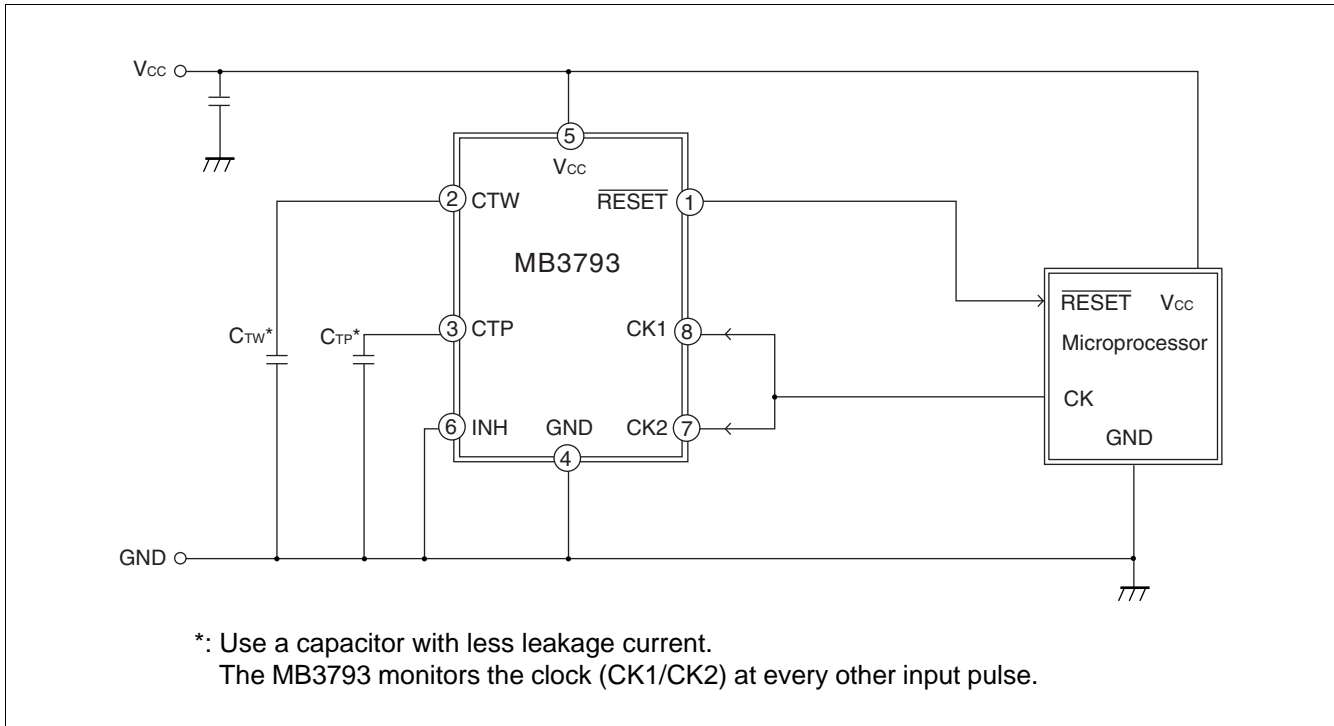 VCC
5
VCC
2 CTW
RESET 1
MB3793
RESET VCC
CTW*
CTP*
3 CTP
CK1 8
Microprocessor
CK
6 INH
GND
CK2 7
GND
4
GND
*: Use a capacitor with less leakage current.
The MB3793 monitors the clock (CK1/CK2) at every other input pulse.